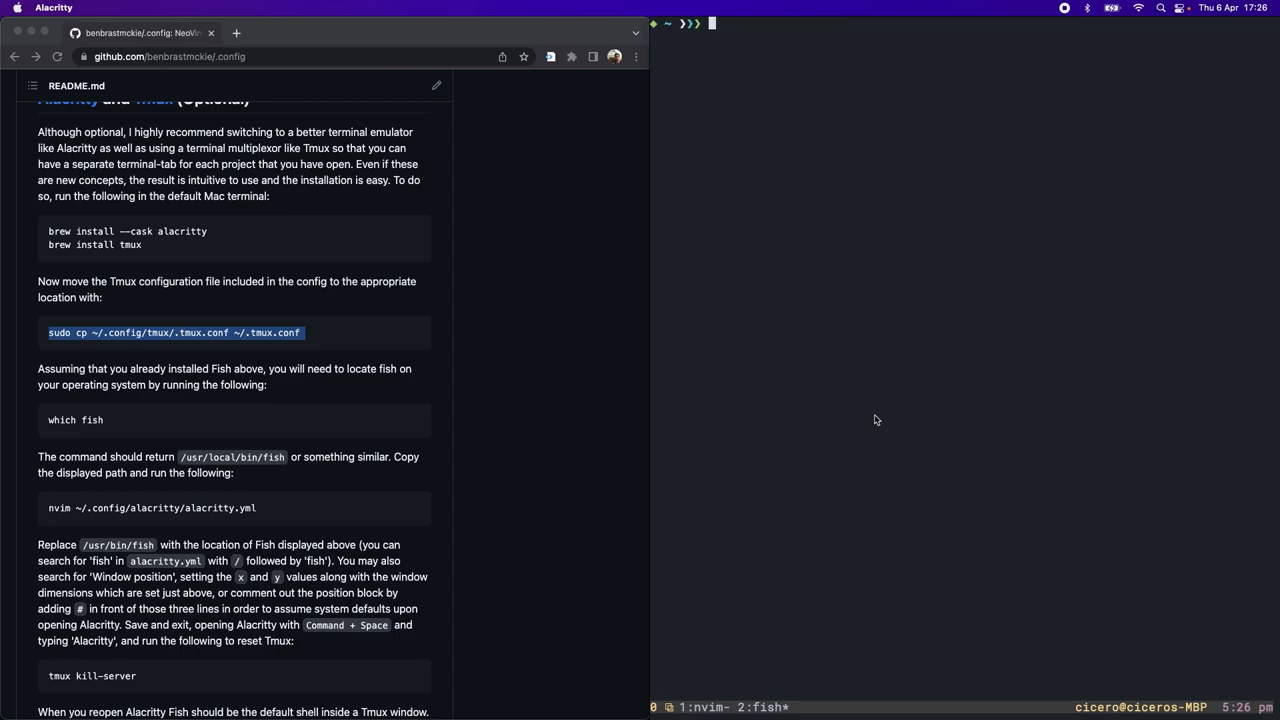 Alacritty
Thu 6 Apr 17:26
benbrastmckie/.config: NeoVi
github.com/benbrastmckie/.config
README.md
Alacritty and Tmux (Optional)
Although optional, I highly recommend switching to a better terminal emulator
like Alacritty as well as using a terminal multiplexor like Tmux so that you can
have a separate terminal-tab for each project that you have open. Even if these
are new concepts, the result is intuitive to use and the installation is easy. To do
so, run the following in the default Mac terminal:
brew install --cask alacritty
brew install tmux
Now move the Tmux configuration file included in the config to the appropriate
location with:
sudo cp ~/.config/tmux/.tmux.conf ~/.tmux.conf
Assuming that you already installed Fish above, you will need to locate fish on
your operating system by running the following:
which fish
The command should return /usr/local/bin/fish or something similar. Copy
the displayed path and run the following:
nvim ~/.config/alacritty/alacritty.yml
Replace /usr/bin/fish with the location of Fish displayed above (you can
search for 'fish' in alacritty.yml with / followed by 'fish'). You may also
search for 'Window position', setting the x and y values along with the window
dimensions which are set just above, or comment out the position block by
adding # in front of those three lines in order to assume system defaults upon
opening Alacritty. Save and exit, opening Alacritty with Command + Space and
typing 'Alacritty', and run the following to reset Tmux:
tmux kill-server
When you reopen Alacritty Fish should be the default shell inside a Tmux window.
~ ❯❯❯
0 1:nvim- 2:fish* cicero@ciceros-MBP 5:26 pm